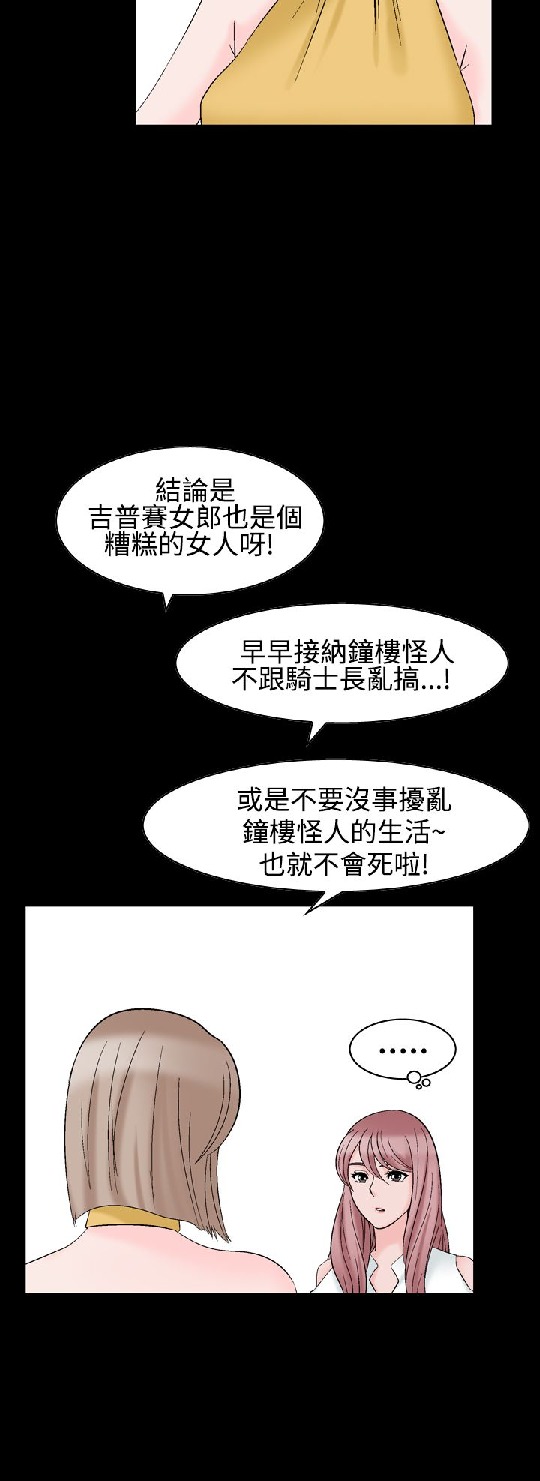 結論是
吉普賽女郎也是個
糟糕的女人呀!
早早接納鐘樓怪人
不跟騎士長亂搞...!
或是不要沒事擾亂
鐘樓怪人的生活~
也就不會死啦!
.....